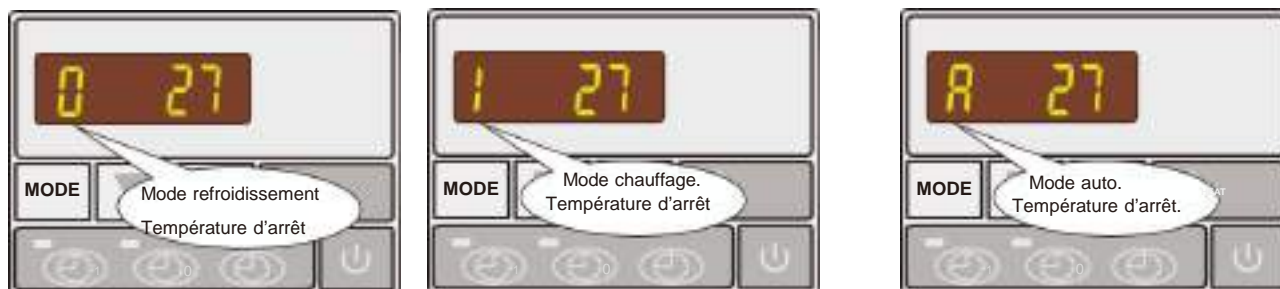 0 27
MODE
Mode refroidissement
Température d'arrêt
1 27
MODE
Mode chauffage.
Température d'arrêt
A 27
MODE
Mode auto.
Température d'arrêt.